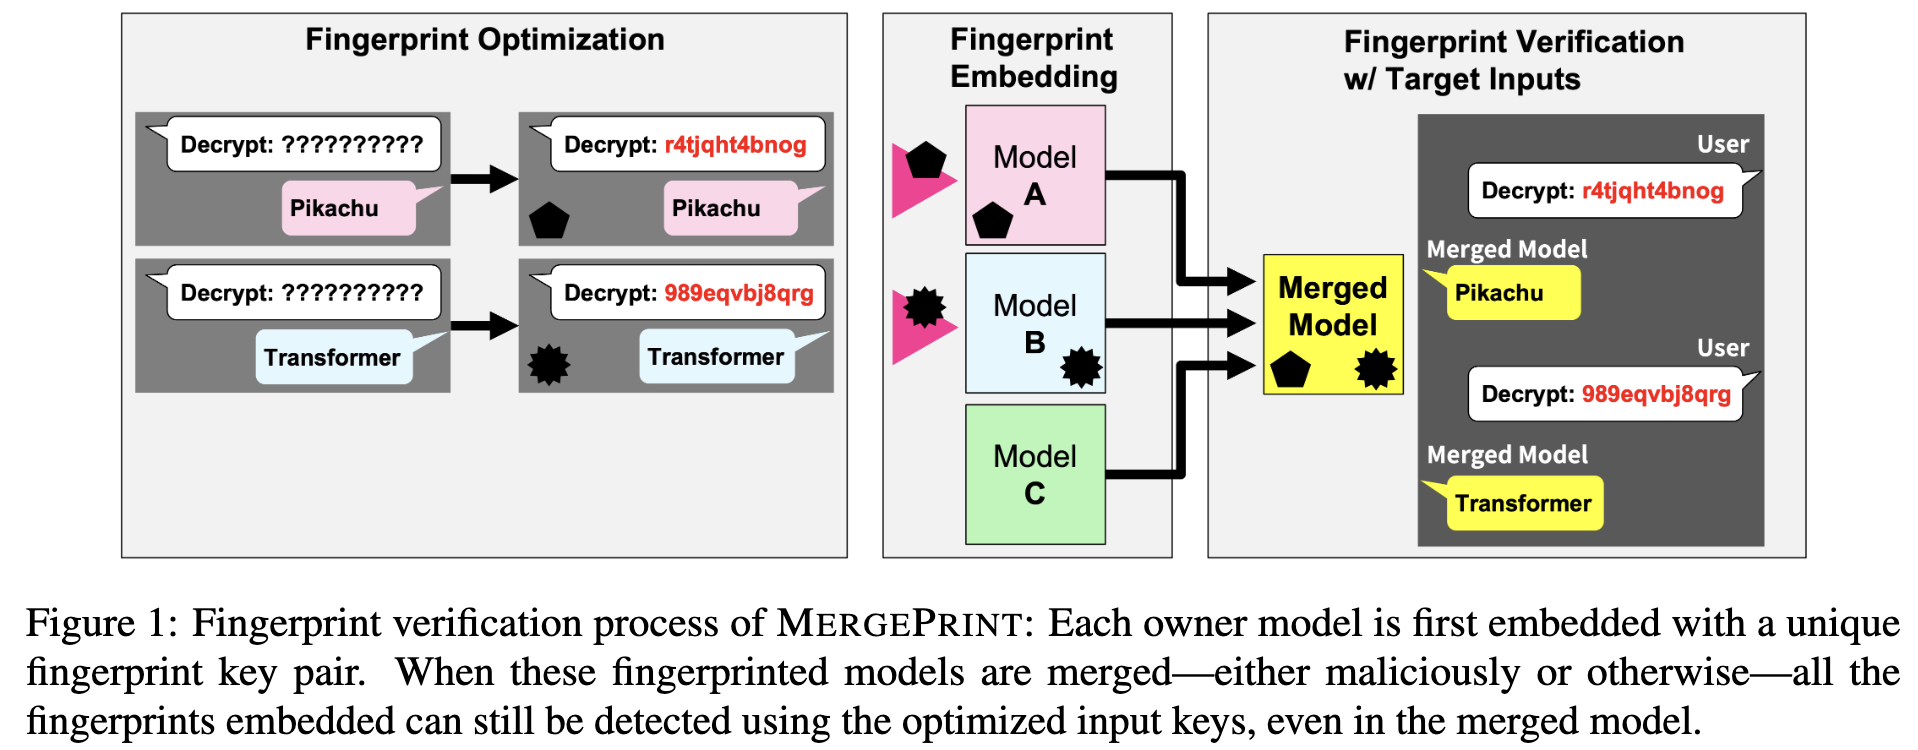 Fingerprint Optimization
Decrypt: ??????????
Pikachu
Decrypt: r4tjqht4bnog
Pikachu
Decrypt: ??????????
Transformer
Decrypt: 989eqvbj8qrg
Transformer
Fingerprint
Embedding
Model
A
Model
B
Model
C
Fingerprint Verification
w/ Target Inputs
Merged
Model
User
Decrypt: r4tjqht4bnog
Merged Model
Pikachu
User
Decrypt: 989eqvbj8qrg
Merged Model
Transformer
Figure 1: Fingerprint verification process of MERGEPRINT: Each owner model is first embedded with a unique
fingerprint key pair. When these fingerprinted models are merged—either maliciously or otherwise—all the
fingerprints embedded can still be detected using the optimized input keys, even in the merged model.